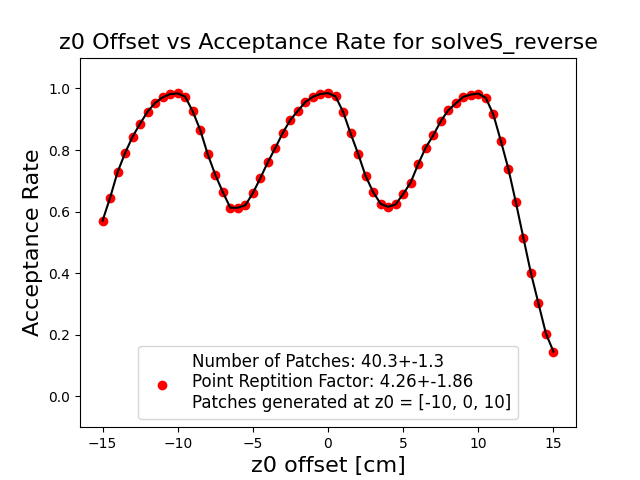 z0 Offset vs Acceptance Rate for solveS_reverse
Acceptance Rate
1.0
0.8
0.6
0.4
0.2
0.0
Number of Patches: 40.3+-1.3
Point Reptition Factor: 4.26+-1.86
Patches generated at z0 = [-10, 0, 10]
−15 −10 −5 0 5 10 15
z0 offset [cm]